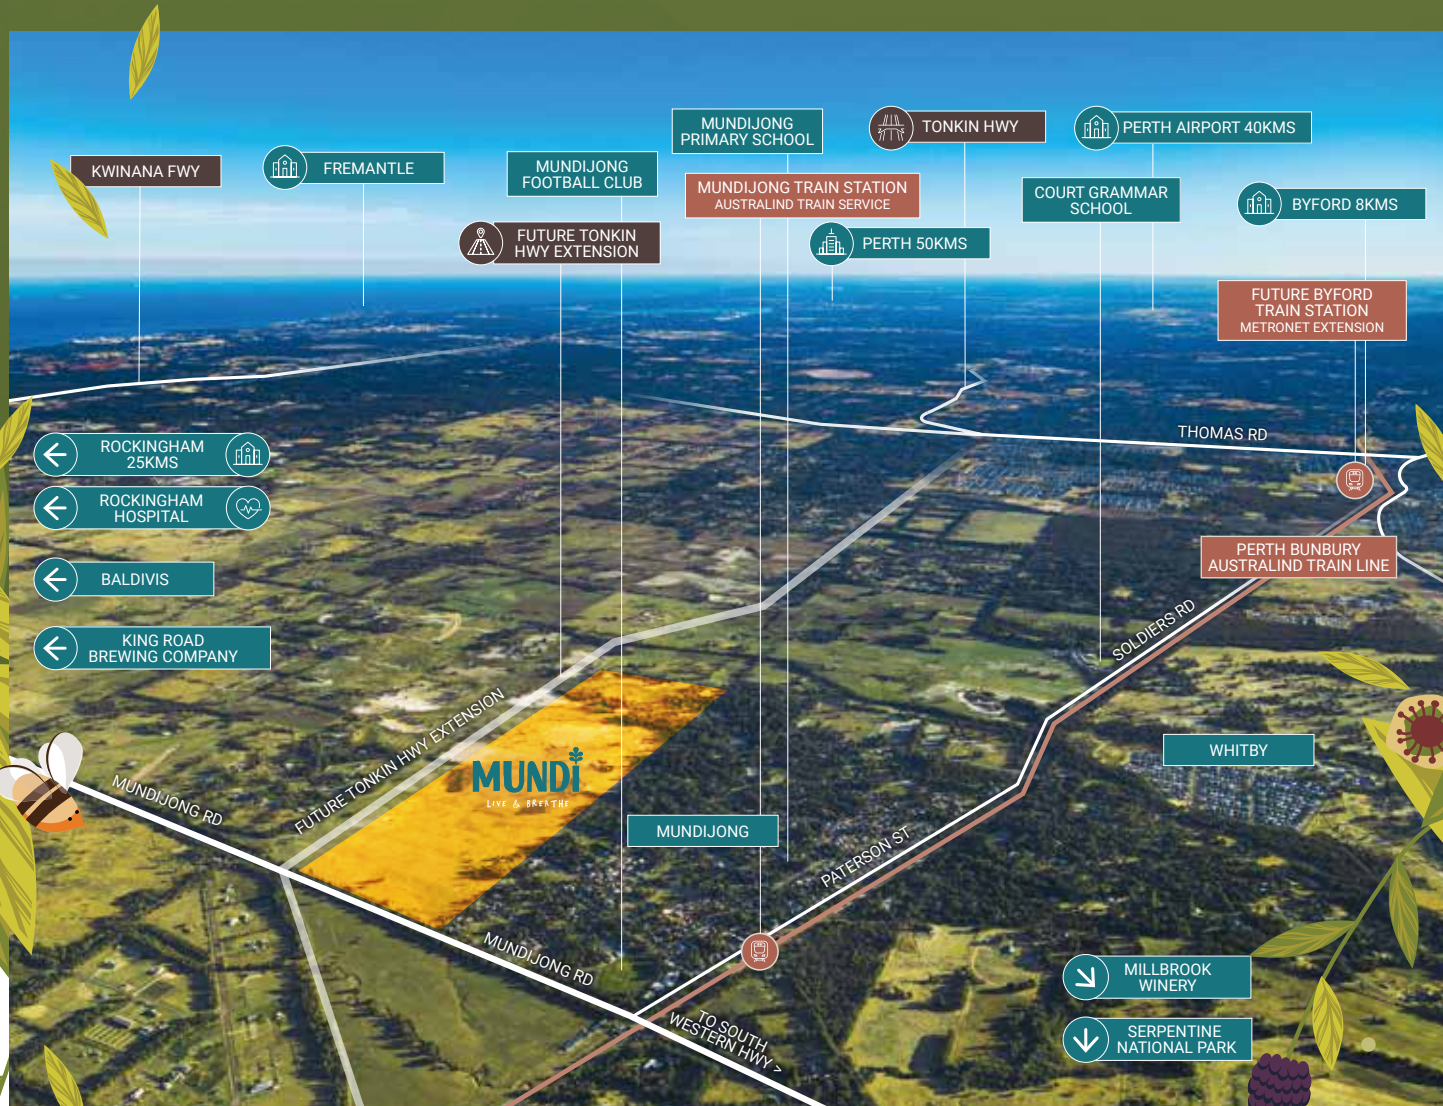 KWINANA FWY
FREMANTLE
MUNDIJONG
FOOTBALL CLUB
FUTURE TONKIN
HWY EXTENSION
MUNDIJONG
PRIMARY SCHOOL
MUNDIJONG TRAIN STATION
AUSTRALIND TRAIN SERVICE
TONKIN HWY
PERTH 50KMS
PERTH AIRPORT 40KMS
COURT GRAMMAR
SCHOOL
BYFORD 8KMS
FUTURE BYFORD
TRAIN STATION
METRONET EXTENSION
THOMAS RD
ROCKINGHAM
25KMS
ROCKINGHAM
HOSPITAL
BALDIVIS
KING ROAD
BREWING COMPANY
PERTH BUNBURY
AUSTRALIND TRAIN LINE
SOLDIERS RD
FUTURE TONKIN HWY EXTENSION
MUNDIJONG RD
MUNDI
LIVE & BREATHE
WHITBY
MUNDIJONG
PATERSON ST
MUNDIJONG RD
TO SOUTH
WESTERN HWY >
MILLBROOK
WINERY
SERPENTINE
NATIONAL PARK